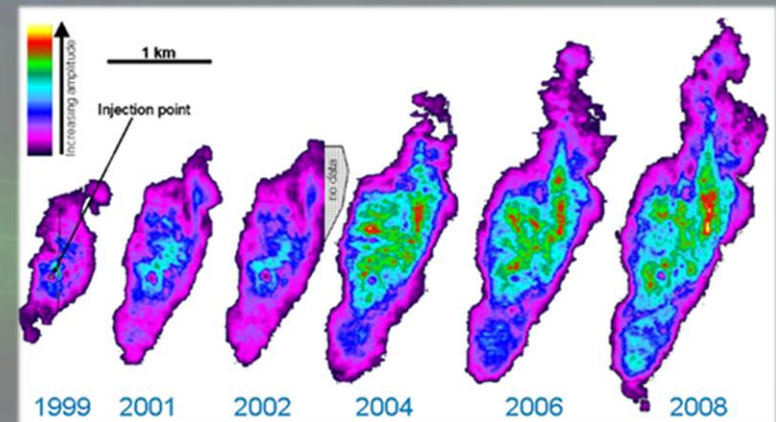 Increasing amplitude
1 km
Injection point
no data
1999
2001
2002
2004
2006
2008